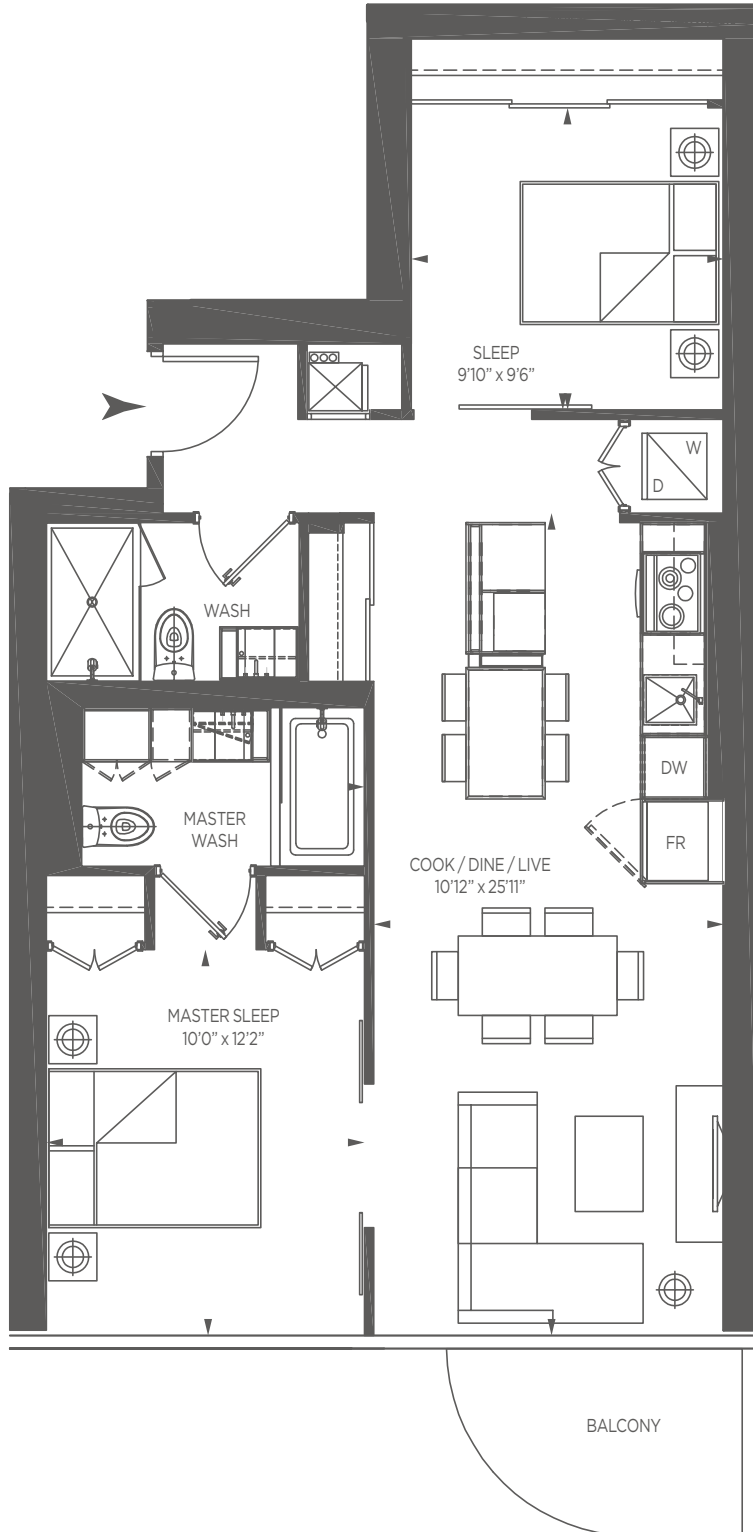 SLEEP
9’10” x 9’6”
W
D
WASH
MASTER
WASH
DW
FR
COOK / DINE / LIVE
10’12” x 25’11”
MASTER SLEEP
10’0” x 12’2”
BALCONY